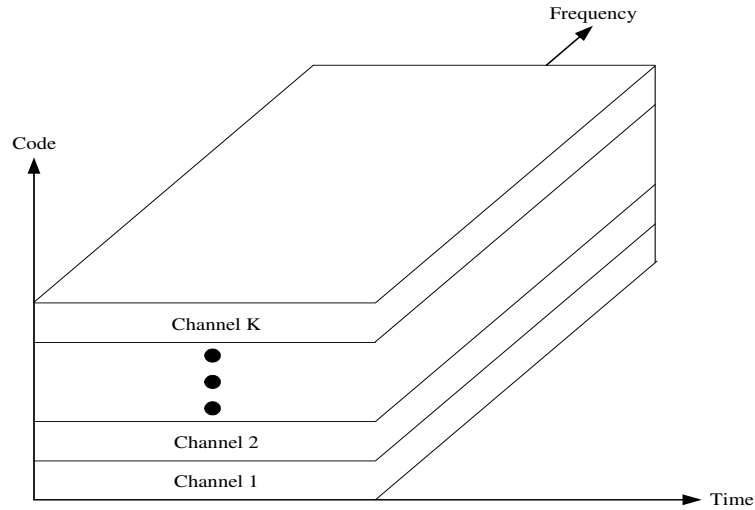 Frequency
Code
Channel K
Channel 2
Channel 1
Time